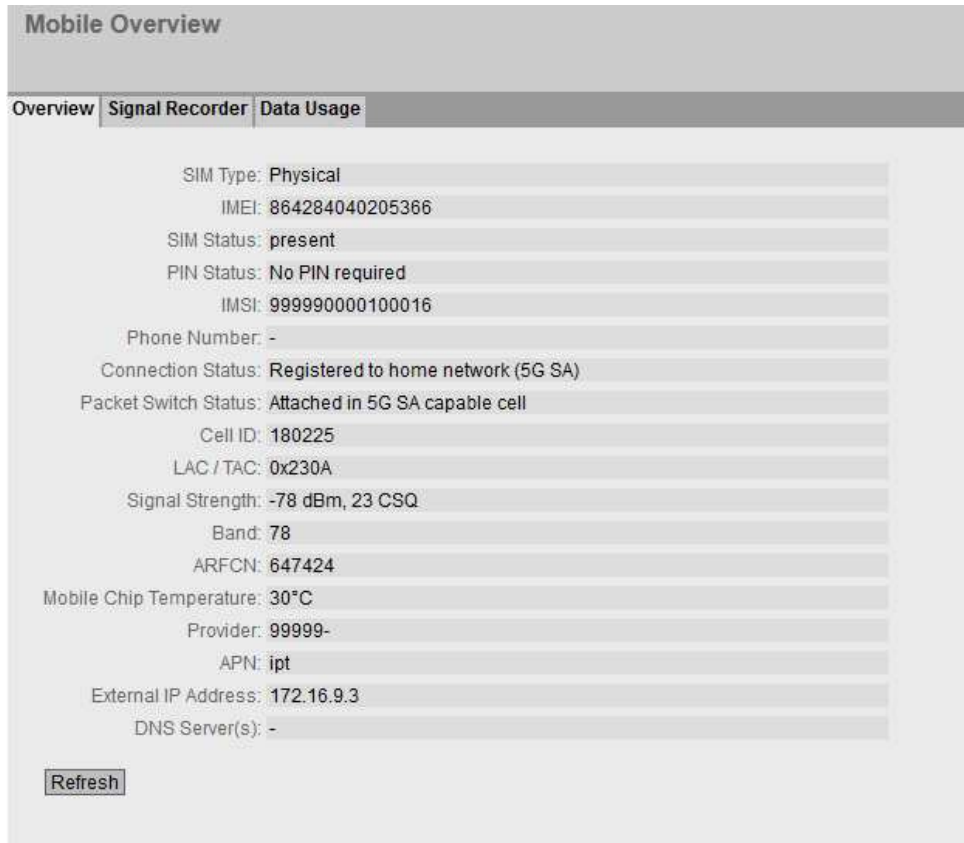 Mobile Overview
Overview Signal Recorder Data Usage
SIM Type: Physical
IMEI: 864284040205366
SIM Status: present
PIN Status: No PIN required
IMSI: 999990000100016
Phone Number: -
Connection Status: Registered to home network (5G SA)
Packet Switch Status: Attached in 5G SA capable cell
Cell ID: 180225
LAC / TAC: 0x230A
Signal Strength: -78 dBm, 23 CSQ
Band: 78
ARFCN: 647424
Mobile Chip Temperature: 30°C
Provider: 99999-
APN: ipt
External IP Address: 172.16.9.3
DNS Server(s): -
Refresh